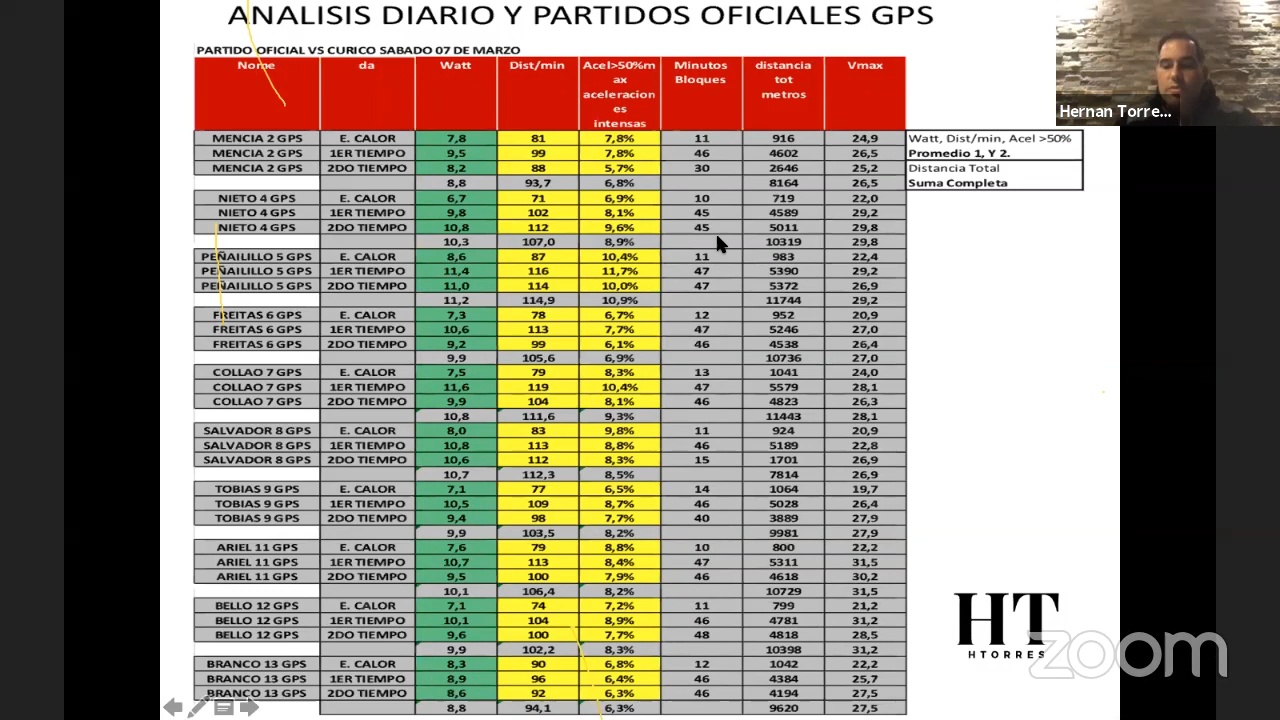 ANALISIS DIARIO Y PARTIDOS OFICIALES GPS
PARTIDO OFICIAL VS CURICO SABADO 07 DE MARZO
Nome da Watt Dist/min Acel>50%max aceleraciones intensas Minutos Bloques distancia tot metros Vmax
MENCIA 2 GPS E. CALOR 7,8 81 7,8% 11 916 24,9
MENCIA 2 GPS 1ER TIEMPO 9,5 99 7,8% 46 4602 26,5
MENCIA 2 GPS 2DO TIEMPO 8,2 88 5,7% 30 2646 25,2
8,8 93,7 6,8% 8164 26,5
NIETO 4 GPS E. CALOR 6,7 71 6,9% 10 719 22,0
NIETO 4 GPS 1ER TIEMPO 9,8 102 8,1% 45 4589 29,2
NIETO 4 GPS 2DO TIEMPO 10,8 112 9,6% 45 5011 29,8
10,3 107,0 8,9% 10319 29,8
PEÑAILILLO 5 GPS E. CALOR 8,6 87 10,4% 11 983 22,4
PEÑAILILLO 5 GPS 1ER TIEMPO 11,4 116 11,7% 47 5390 29,2
PEÑAILILLO 5 GPS 2DO TIEMPO 11,0 114 10,0% 47 5372 26,9
11,2 114,9 10,9% 11744 29,2
FREITAS 6 GPS E. CALOR 7,3 78 6,7% 12 952 20,9
FREITAS 6 GPS 1ER TIEMPO 10,6 113 7,7% 47 5246 27,0
FREITAS 6 GPS 2DO TIEMPO 9,2 99 6,1% 46 4538 26,4
9,9 105,6 6,9% 10736 27,0
COLLAO 7 GPS E. CALOR 7,5 79 8,3% 13 1041 24,0
COLLAO 7 GPS 1ER TIEMPO 11,6 119 10,4% 47 5579 28,1
COLLAO 7 GPS 2DO TIEMPO 9,9 104 8,1% 46 4823 26,3
10,8 111,6 9,3% 11443 28,1
SALVADOR 8 GPS E. CALOR 8,0 83 9,8% 11 924 20,9
SALVADOR 8 GPS 1ER TIEMPO 10,8 113 8,8% 46 5189 22,8
SALVADOR 8 GPS 2DO TIEMPO 10,6 112 8,3% 15 1701 26,9
10,7 112,3 8,5% 7814 26,9
TOBIAS 9 GPS E. CALOR 7,1 77 6,5% 14 1064 19,7
TOBIAS 9 GPS 1ER TIEMPO 10,5 109 8,7% 46 5028 26,4
TOBIAS 9 GPS 2DO TIEMPO 9,4 98 7,7% 40 3889 27,9
9,9 103,5 8,2% 9981 27,9
ARIEL 11 GPS E. CALOR 7,6 79 8,8% 10 800 22,2
ARIEL 11 GPS 1ER TIEMPO 10,7 113 8,4% 47 5311 31,5
ARIEL 11 GPS 2DO TIEMPO 9,5 100 7,9% 46 4618 30,2
10,1 106,4 8,2% 10729 31,5
BELLO 12 GPS E. CALOR 7,1 74 7,2% 11 799 21,2
BELLO 12 GPS 1ER TIEMPO 10,1 104 8,9% 46 4781 31,2
BELLO 12 GPS 2DO TIEMPO 9,6 100 7,7% 48 4818 28,5
9,9 102,2 8,3% 10398 31,2
BRANCO 13 GPS E. CALOR 8,3 90 6,8% 12 1042 22,2
BRANCO 13 GPS 1ER TIEMPO 8,9 96 6,4% 46 4384 25,7
BRANCO 13 GPS 2DO TIEMPO 8,6 92 6,3% 46 4194 27,5
8,8 94,1 6,3% 9620 27,5
Watt, Dist/min, Acel >50%
Promedio 1, Y 2.
Distancia Total
Suma Completa
Hernan Torre...
HT
HTORRES
zoom